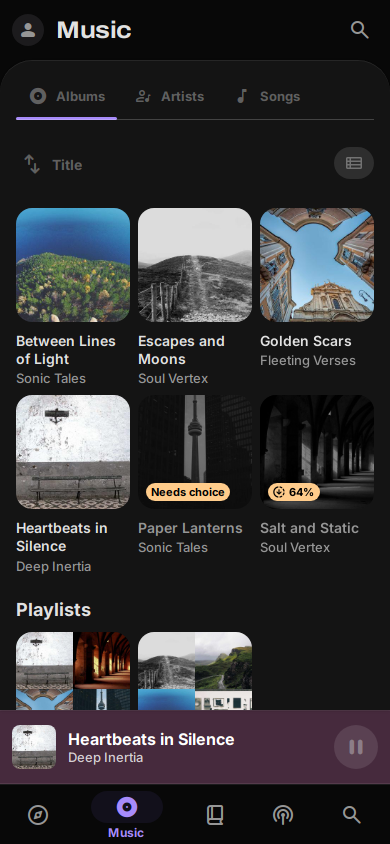 Music
Albums
Artists
Songs
Title
Between Lines
of Light
Sonic Tales
Escapes and
Moons
Soul Vertex
Golden Scars
Fleeting Verses
Needs choice
64%
Heartbeats in
Silence
Deep Inertia
Paper Lanterns
Sonic Tales
Salt and Static
Soul Vertex
Playlists
Heartbeats in Silence
Deep Inertia
Music